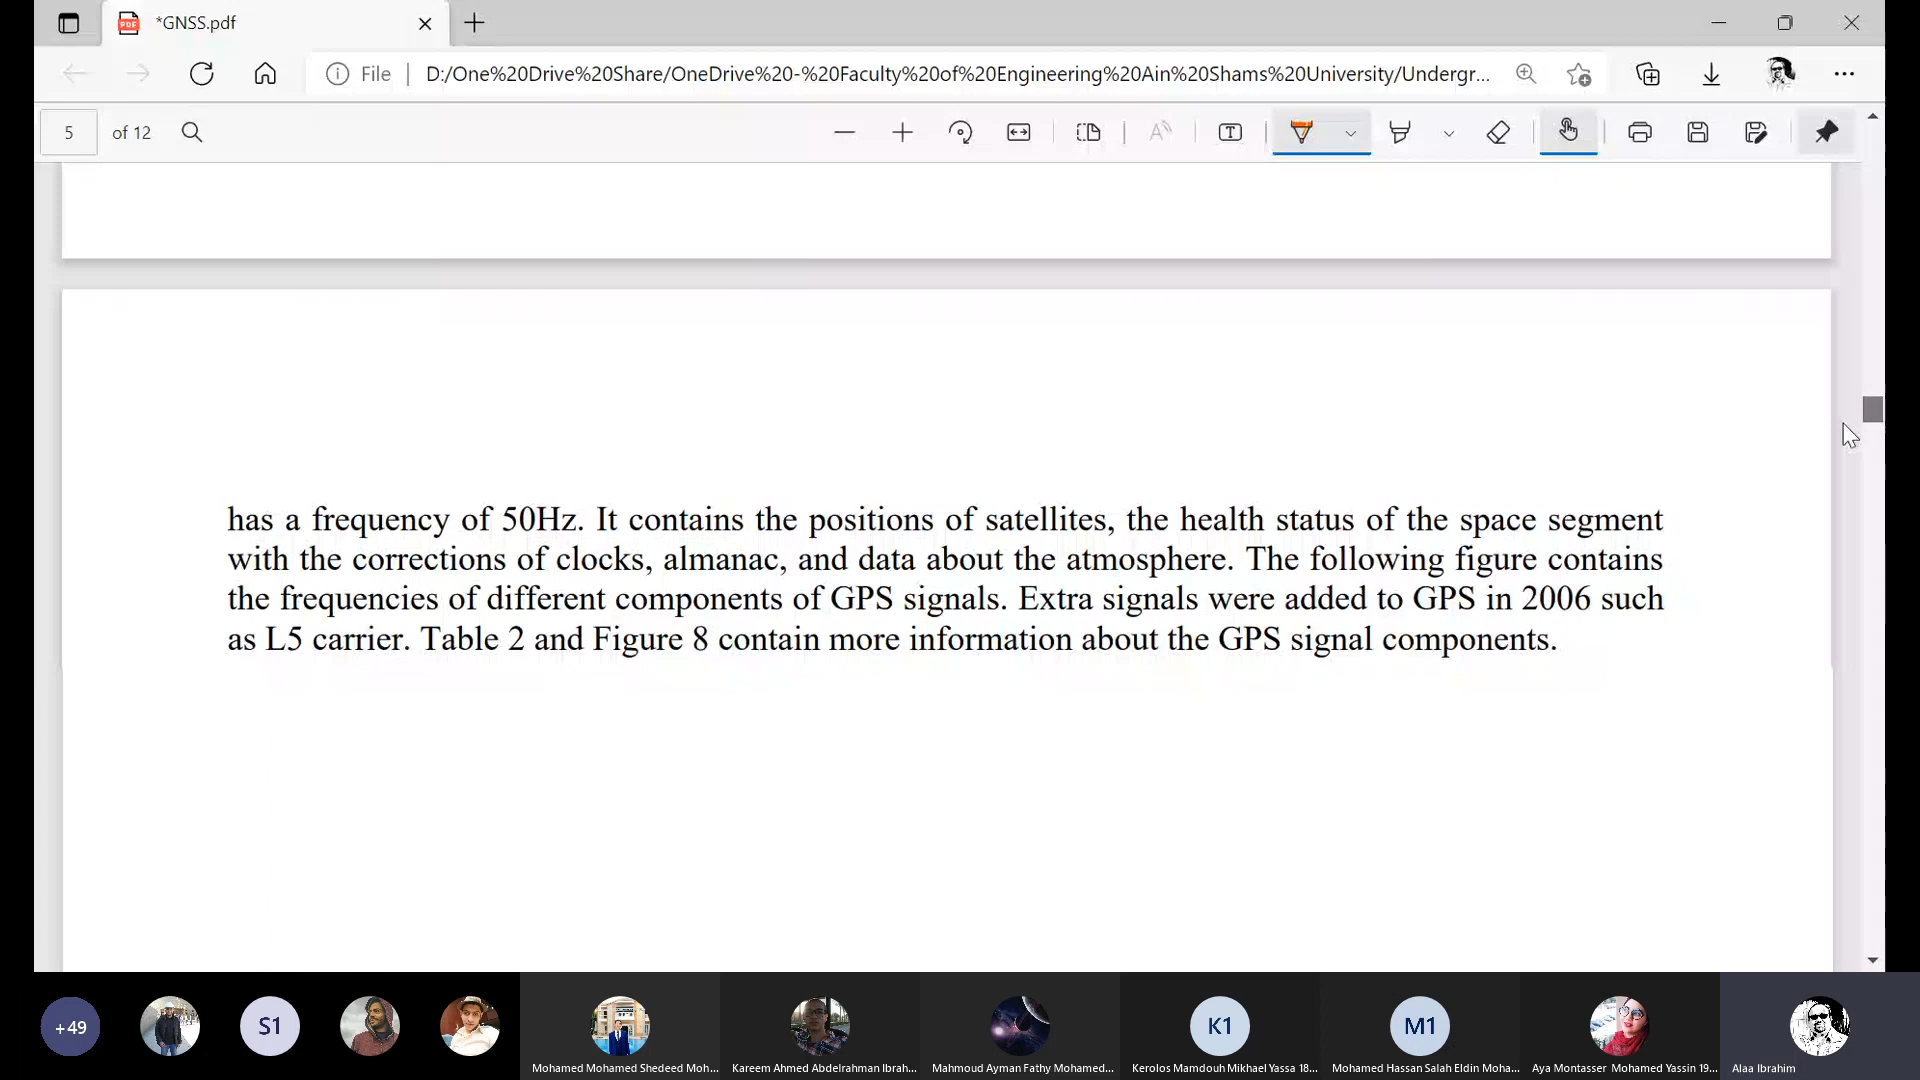 *GNSS.pdf
File
D:/One%20Drive%20Share/OneDrive%20-%20Faculty%20of%20Engineering%20Ain%20Shams%20University/Undergr...
5 of 12
has a frequency of 50Hz. It contains the positions of satellites, the health status of the space segment
with the corrections of clocks, almanac, and data about the atmosphere. The following figure contains
the frequencies of different components of GPS signals. Extra signals were added to GPS in 2006 such
as L5 carrier. Table 2 and Figure 8 contain more information about the GPS signal components.
+49
S1
K1
M1
Mohamed Mohamed Shedeed Moh...
Kareem Ahmed Abdelrahman Ibrah...
Mahmoud Ayman Fathy Mohamed...
Kerolos Mamdouh Mikhael Yassa 18...
Mohamed Hassan Salah Eldin Moha...
Aya Montasser Mohamed Yassin 19...
Alaa Ibrahim